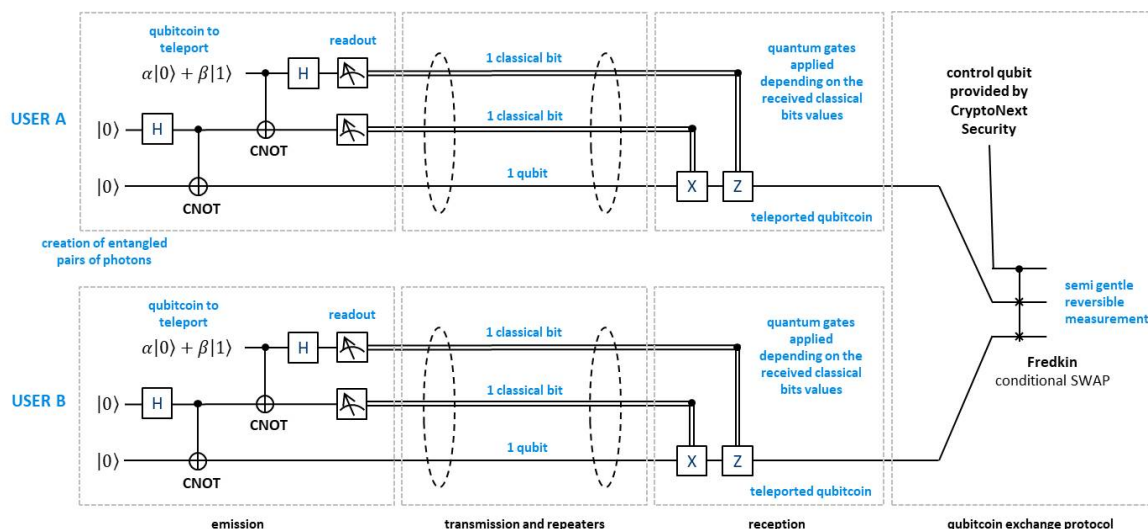 qubitcoin to
teleport
α|0⟩ + β|1⟩
H
readout
1 classical bit
quantum gates
applied
depending on the
received classical
bits values
USER A
|0⟩
H
CNOT
1 classical bit
|0⟩
CNOT
1 qubit
X
Z
teleported qubitcoin
creation of entangled
pairs of photons
control qubit
provided by
CryptoNext
Security
semi gentle
reversible
measurement
Fredkin
conditional SWAP
qubitcoin to
teleport
α|0⟩ + β|1⟩
H
readout
1 classical bit
quantum gates
applied
depending on the
received classical
bits values
USER B
|0⟩
H
CNOT
1 classical bit
|0⟩
CNOT
1 qubit
X
Z
teleported qubitcoin
emission
transmission and repeaters
reception
qubitcoin exchange protocol